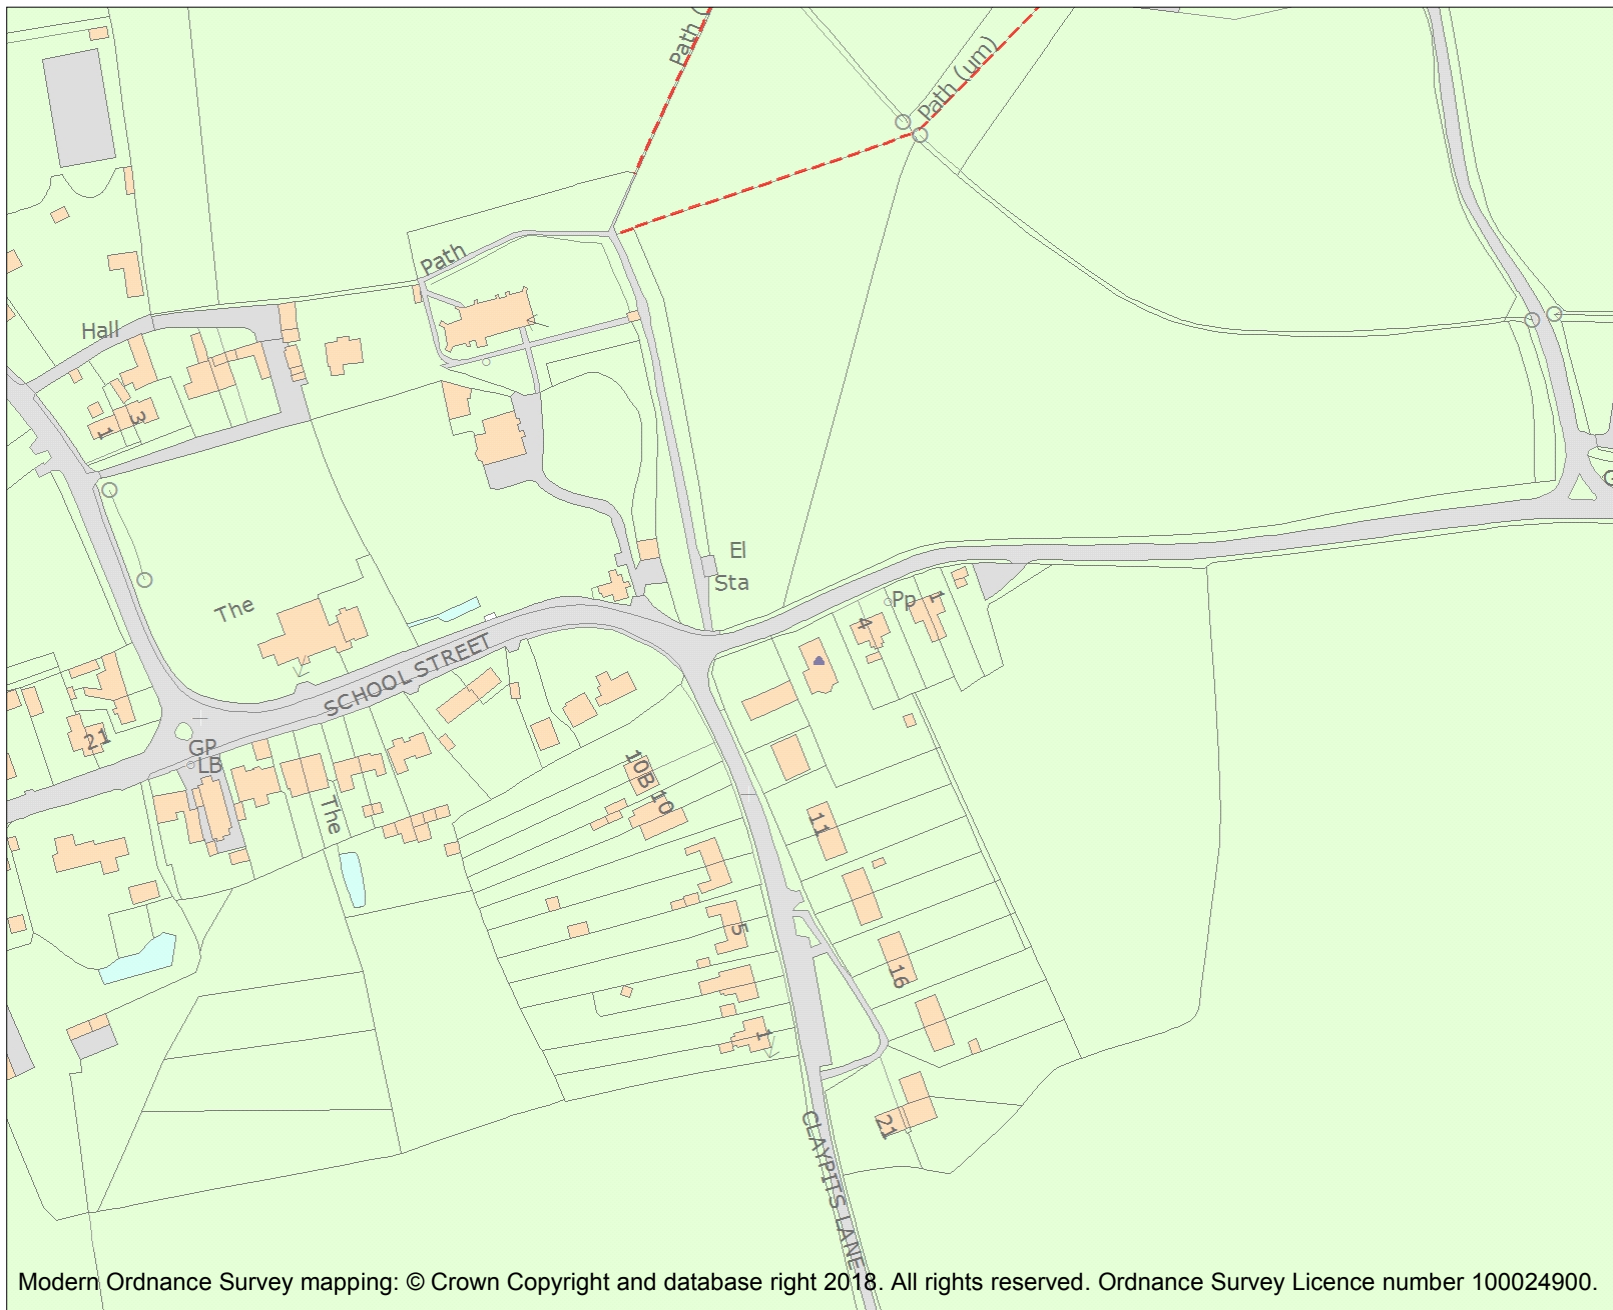 Path (
Path (um)
Path
Hall
3
1
El
Sta
The
Pp
1
4
SCHOOL STREET
21
GP
LB
The
10B 10
11
5
16
1
21
CLAYPITS LANE
Modern Ordnance Survey mapping: © Crown Copyright and database right 2018. All rights reserved. Ordnance Survey Licence number 100024900.